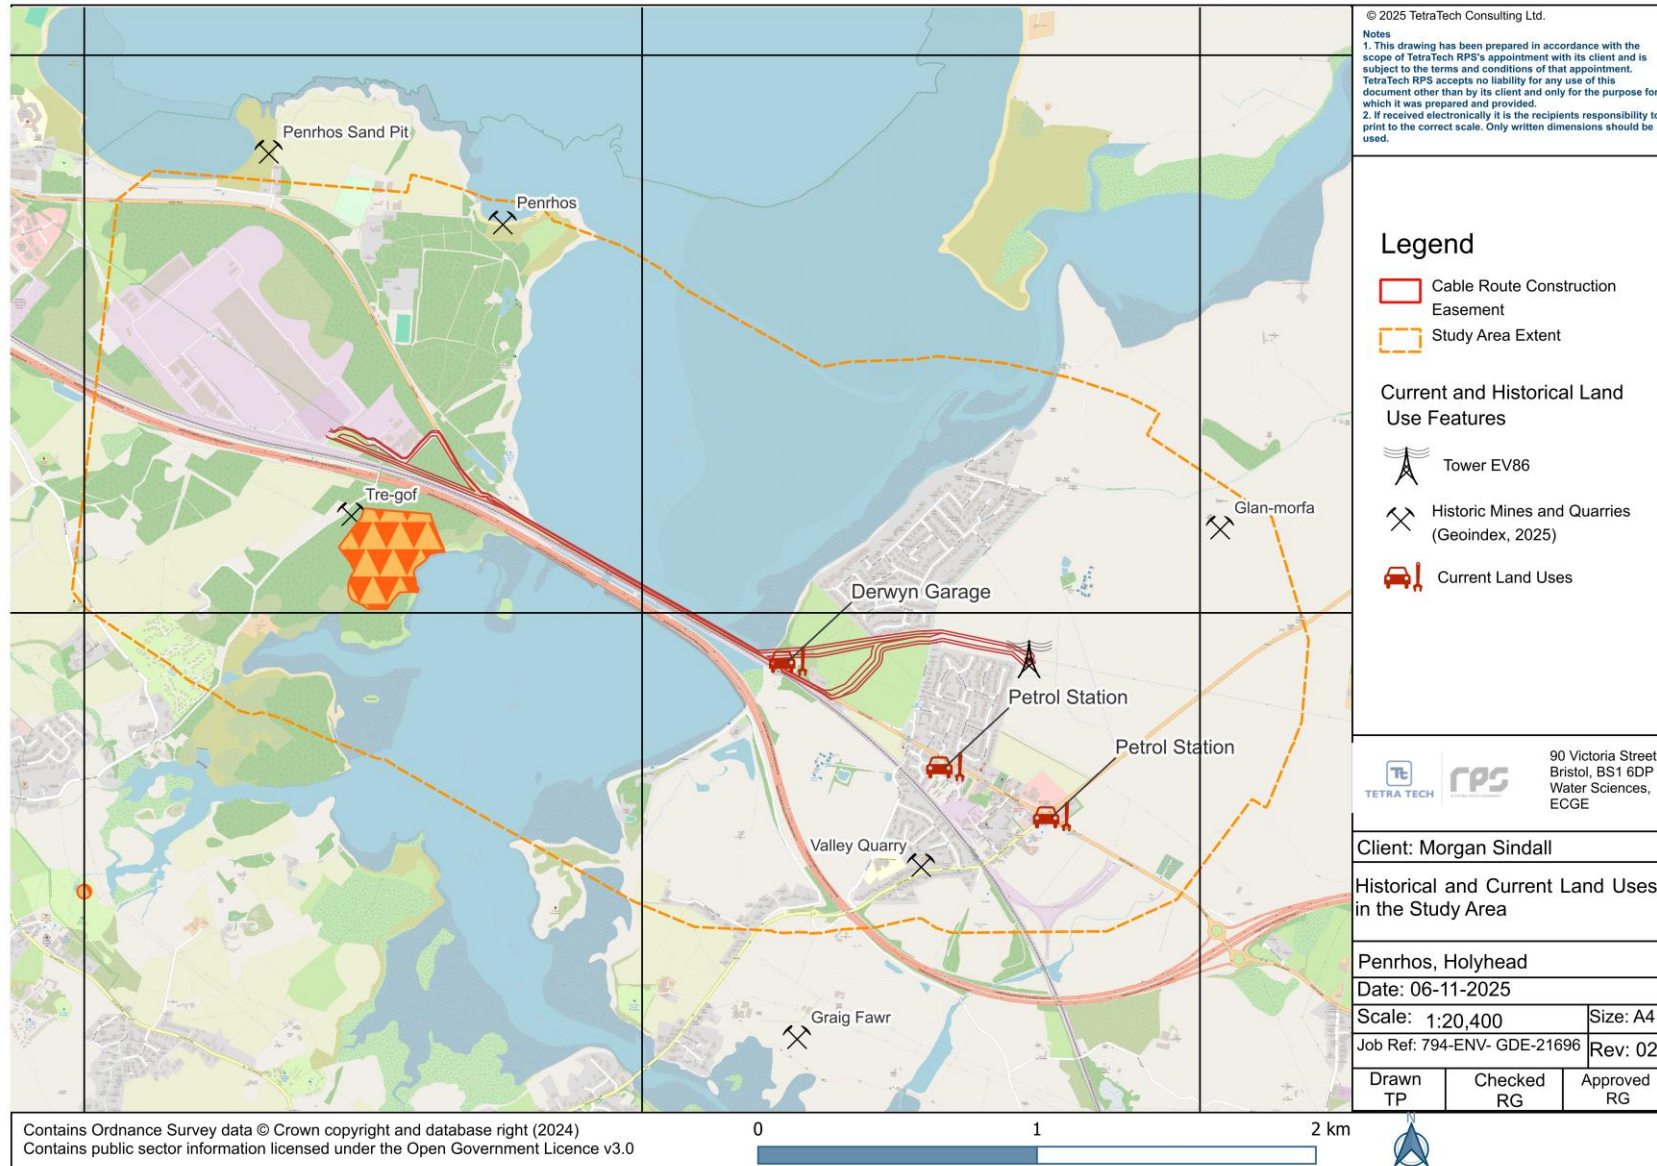 Penrhos Sand Pit
Penrhos
Tre-gof
Glan-morfa
Derwyn Garage
Petrol Station
Petrol Station
Valley Quarry
Graig Fawr
© 2025 TetraTech Consulting Ltd.
Notes
1. This drawing has been prepared in accordance with the
scope of TetraTech RPS's appointment with its client and is
subject to the terms and conditions of that appointment.
TetraTech RPS accepts no liability for any use of this
document other than by its client and only for the purpose for
which it was prepared and provided.
2. If received electronically it is the recipients responsibility to
print to the correct scale. Only written dimensions should be
used.
Legend
Cable Route Construction
Easement
Study Area Extent
Current and Historical Land
Use Features
Tower EV86
Historic Mines and Quarries
(Geoindex, 2025)
Current Land Uses
TETRA TECH
rps
90 Victoria Street
Bristol, BS1 6DP
Water Sciences,
ECGE
Client: Morgan Sindall
Historical and Current Land Uses
in the Study Area
Penrhos, Holyhead
Date: 06-11-2025
Scale: 1:20,400 Size: A4
Job Ref: 794-ENV- GDE-21696 Rev: 02
Drawn Checked Approved
TP RG RG
N
Contains Ordnance Survey data © Crown copyright and database right (2024)
Contains public sector information licensed under the Open Government Licence v3.0
0 1 2 km